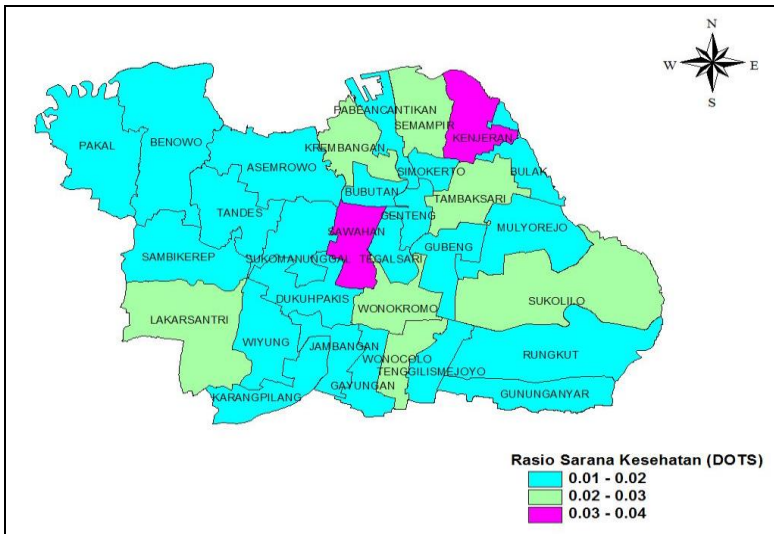 N
W E
S
PABEANCANTIKAN
SEMAMPIR
KENJERAN
PAKAL
BENOWO
KREMBANGAN
ASEMROWO
SIMOKERTO
BULAK
BUBUTAN
TAMBAKSARI
TANDES
GENTENG
SAWAHAN
MULYOREJO
GUBENG
SAMBIKEREP
SUKOMANUNGGAL
TEGALSARI
DUKUHPAKIS
WONOKROMO
SUKOLILO
LAKARSANTRI
WIYUNG
JAMBANGAN
WONOCOLO
RUNGKUT
TENGGILISMEJOYO
GAYUNGAN
KARANGPILANG
GUNUNGANYAR
Rasio Sarana Kesehatan (DOTS)
0.01 - 0.02
0.02 - 0.03
0.03 - 0.04